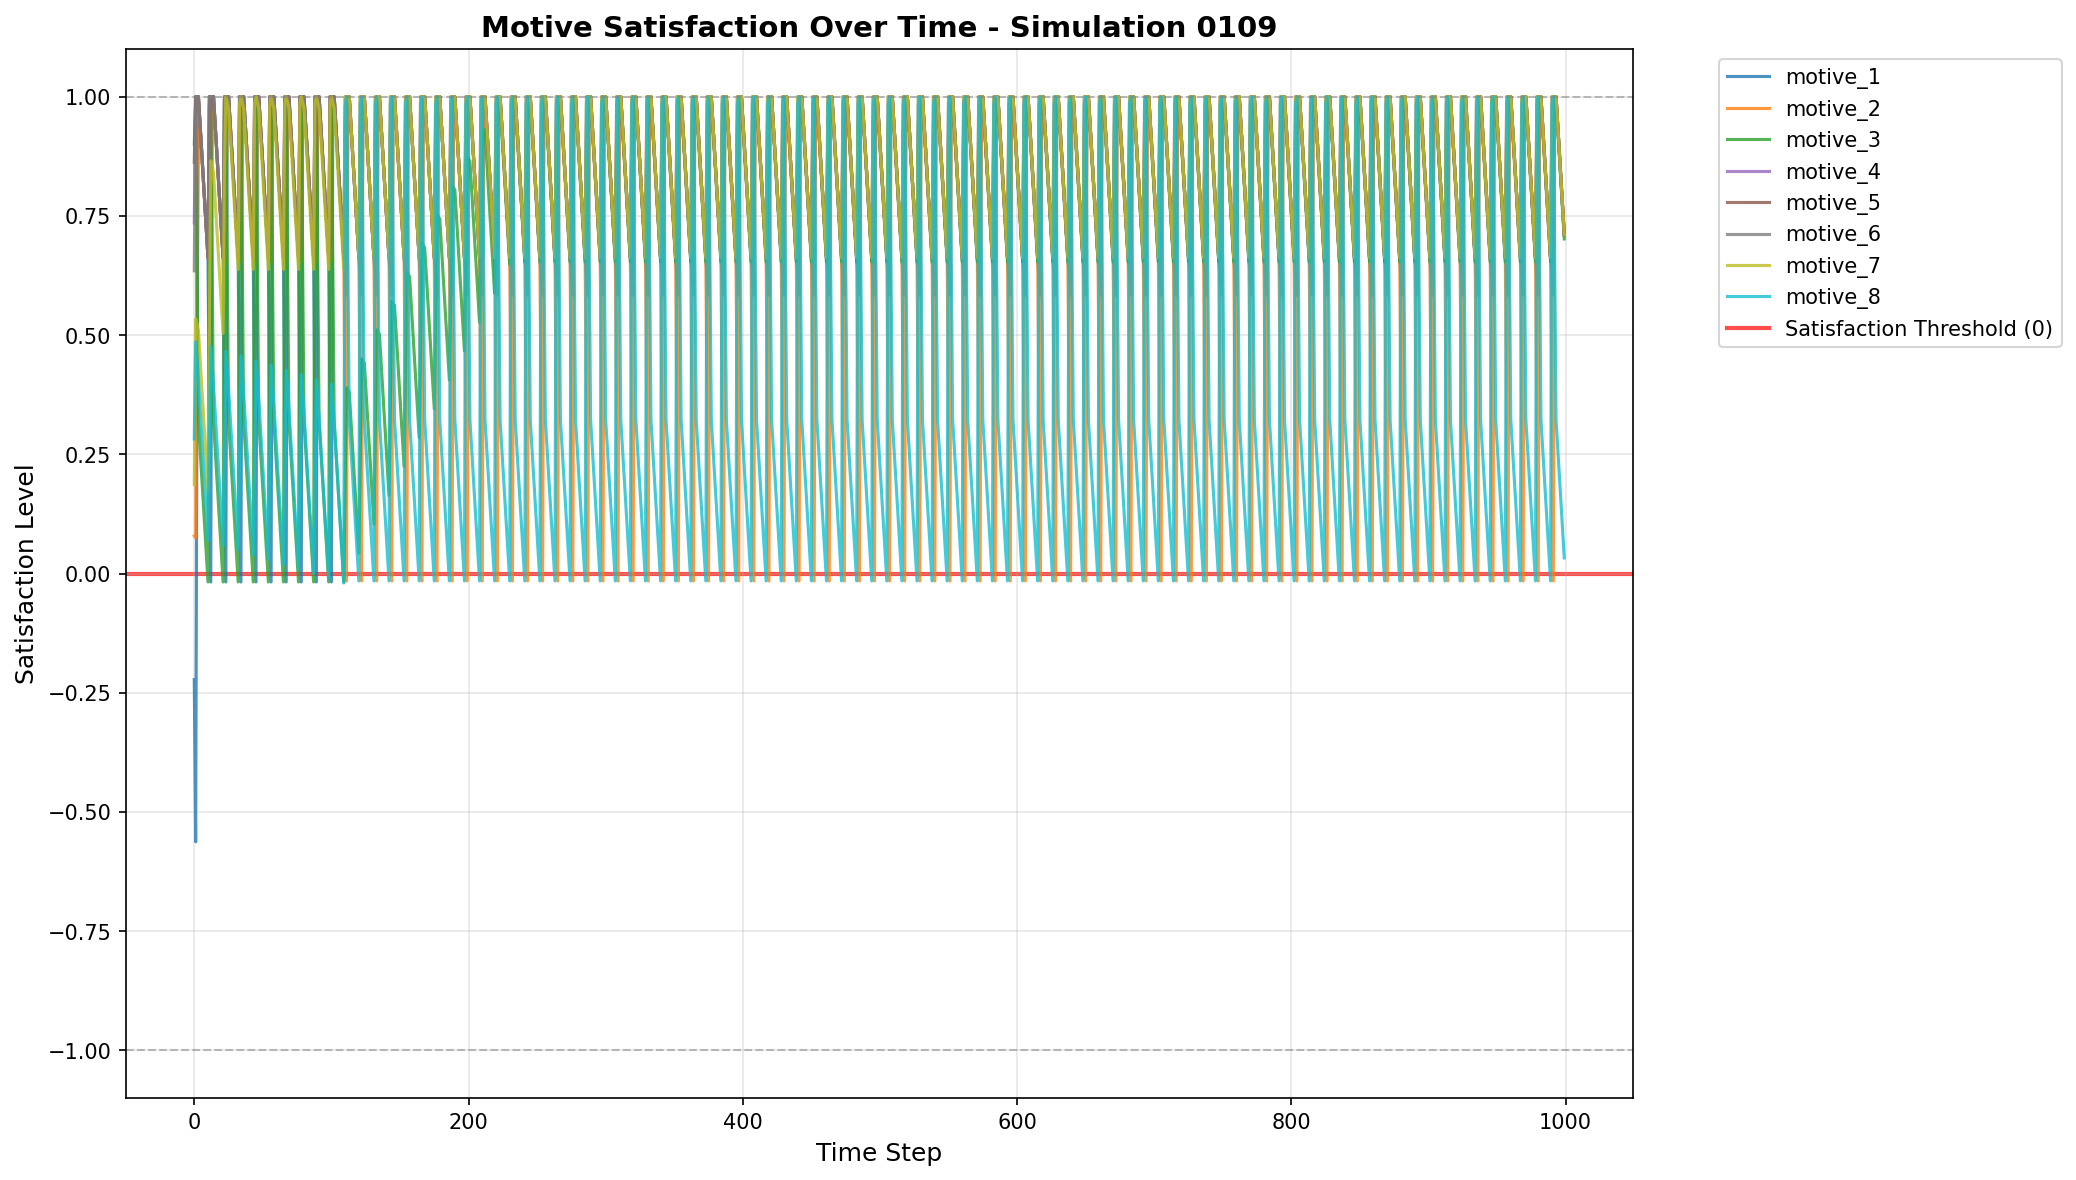 Motive Satisfaction Over Time - Simulation 0109
Satisfaction Level
1.00
0.75
0.50
0.25
0.00
−0.25
−0.50
−0.75
−1.00
0
200
400
600
800
1000
Time Step
motive_1
motive_2
motive_3
motive_4
motive_5
motive_6
motive_7
motive_8
Satisfaction Threshold (0)